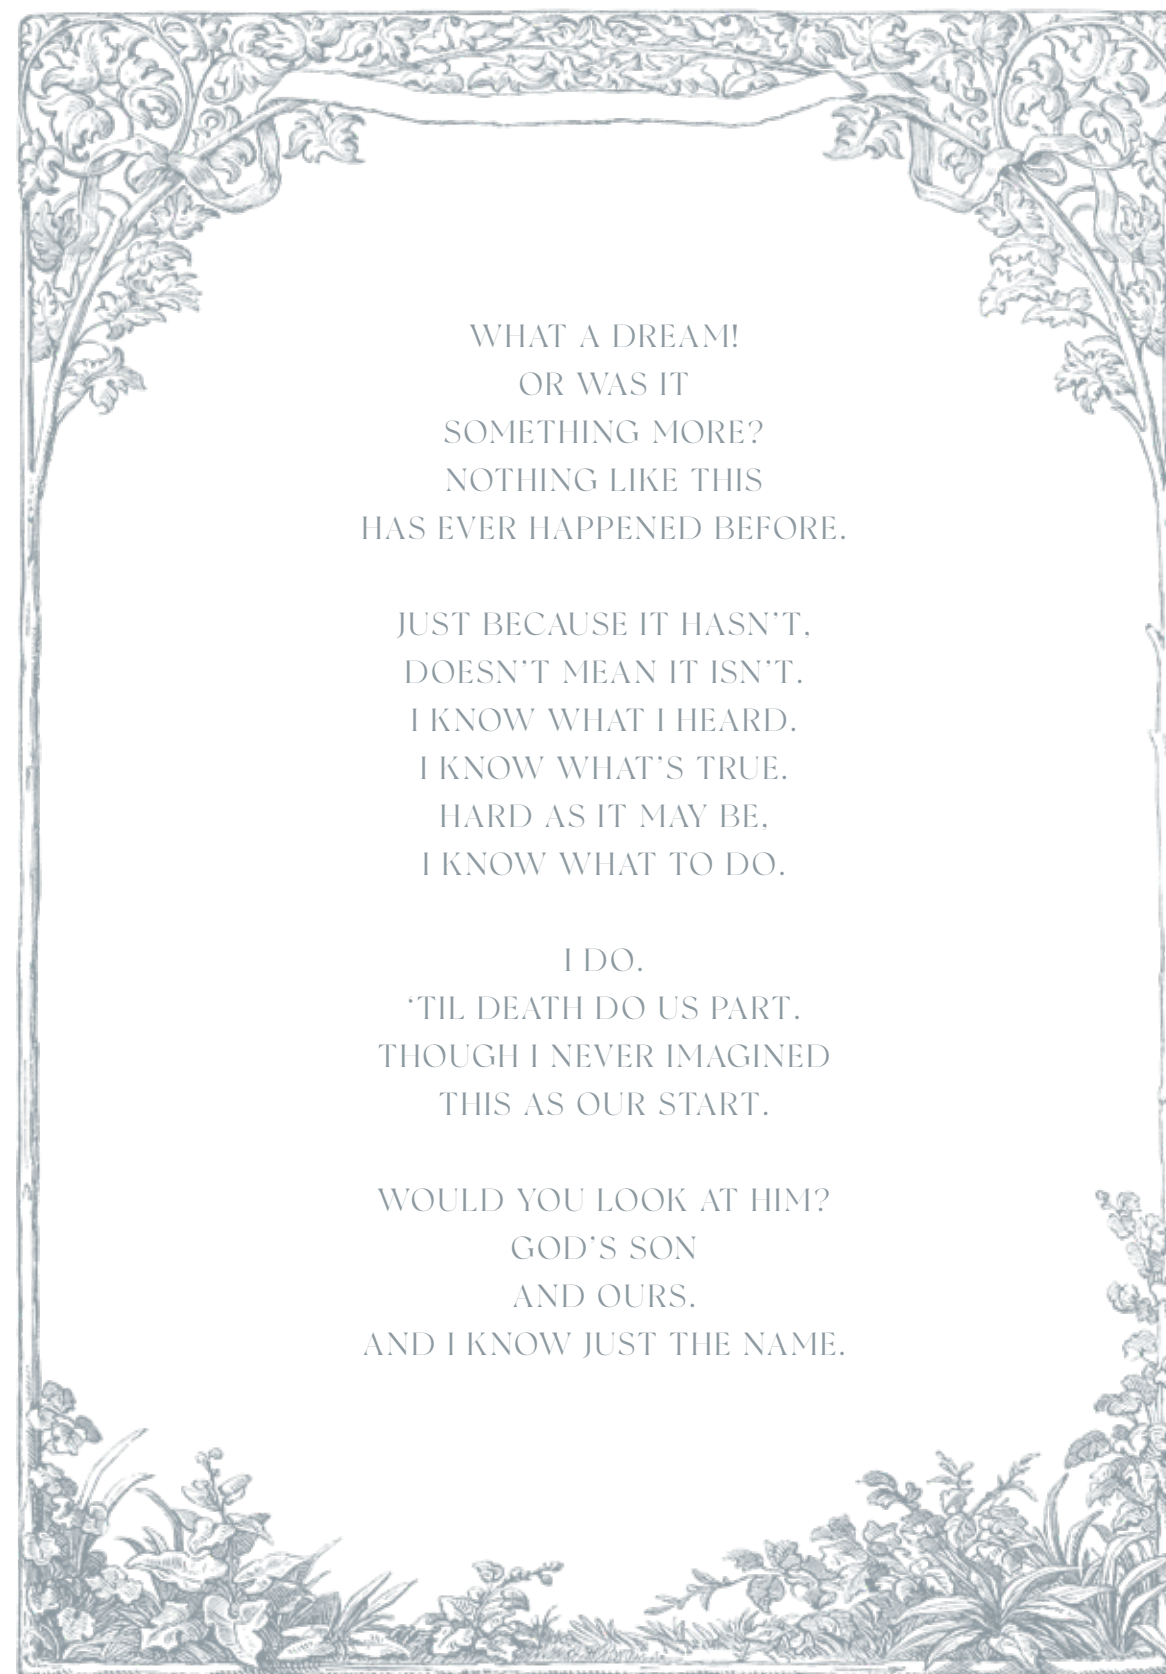 WHAT A DREAM!
OR WAS IT
SOMETHING MORE?
NOTHING LIKE THIS
HAS EVER HAPPENED BEFORE.
JUST BECAUSE IT HASN'T,
DOESN'T MEAN IT ISN'T.
I KNOW WHAT I HEARD.
I KNOW WHAT'S TRUE.
HARD AS IT MAY BE,
I KNOW WHAT TO DO.
I DO.
‘TIL DEATH DO US PART.
THOUGH I NEVER IMAGINED
THIS AS OUR START.
WOULD YOU LOOK AT HIM?
GOD'S SON
AND OURS.
AND I KNOW JUST THE NAME.